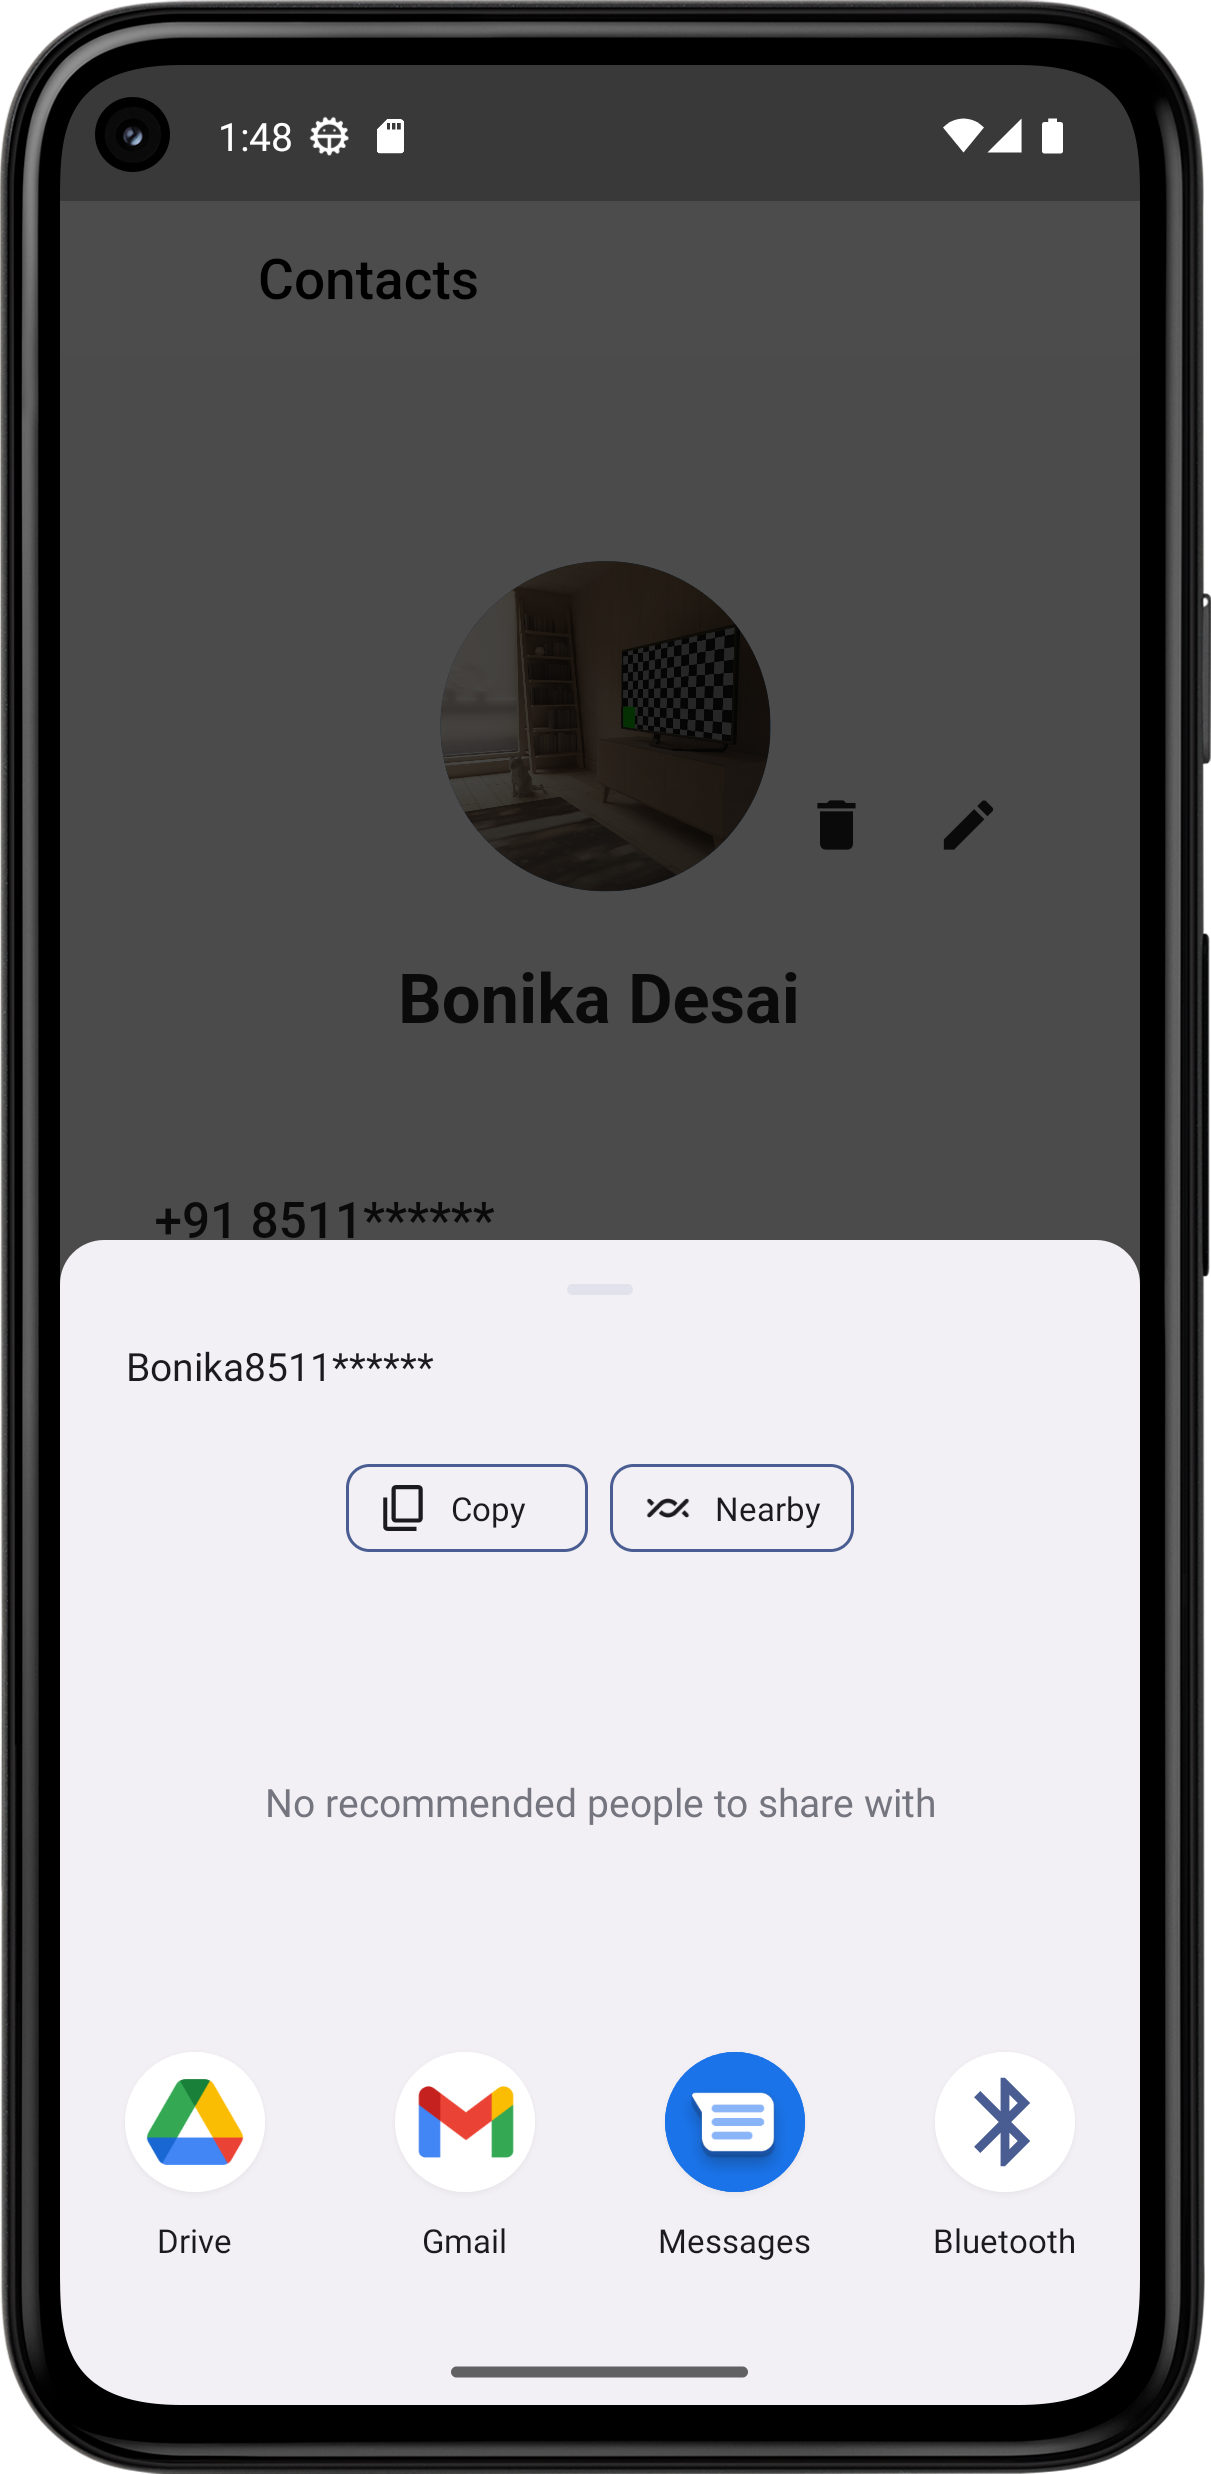 1:48
Contacts
Bonika Desai
+91 8511******
Bonika8511******
Copy
Nearby
No recommended people to share with
Drive
Gmail
Messages
Bluetooth